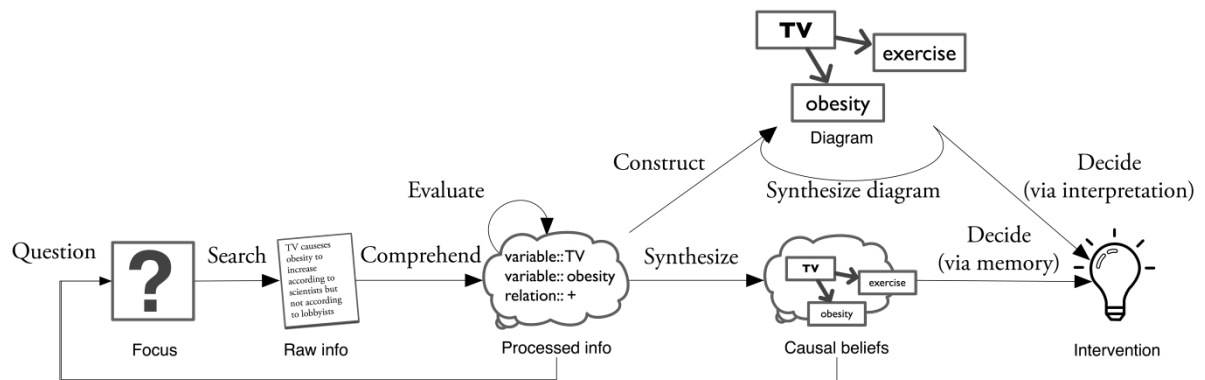 TV
exercise
obesity
Diagram
Construct
Synthesize diagram
Decide
(via interpretation)
Evaluate
Question
?
Focus
Search
TV causeses
obesity to
increase
according to
scientists but
not according
to lobbyists
Raw info
Comprehend
variable::TV
variable:: obesity
relation:: +
Processed info
Synthesize
TV
exercise
obesity
Causal beliefs
Decide
(via memory)
Intervention